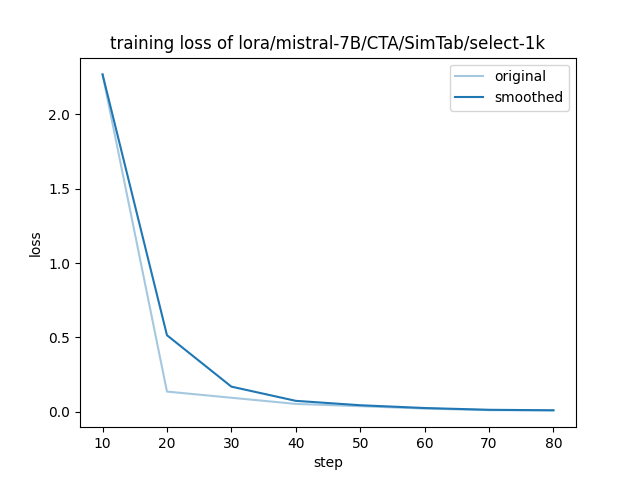 training loss of lora/mistral-7B/CTA/SimTab/select-1k
original
smoothed
loss
2.0
1.5
1.0
0.5
0.0
10 20 30 40 50 60 70 80
step